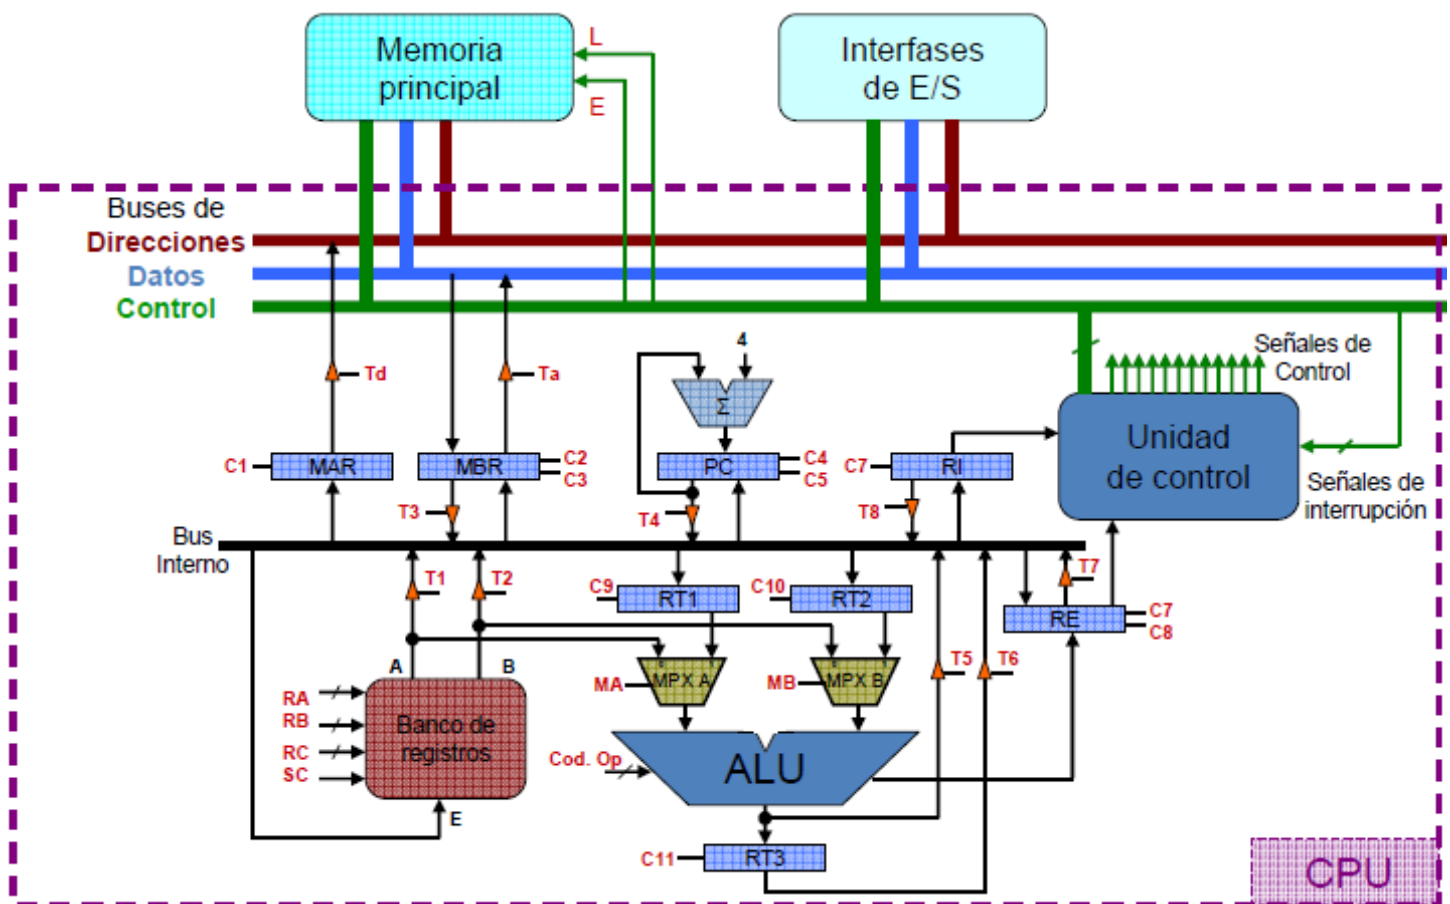 Memoria
principal
L
E
Interfases
de E/S
Buses de
Direcciones
Datos
Control
Td
Ta
4
Σ
Señales de
Control
Unidad
de control
Señales de
interrupción
C1
MAR
MBR
C2
C3
PC
C4
C5
C7
RI
T3
T4
T8
Bus
Interno
T1
T2
C9
RT1
C10
RT2
T7
RE
C7
C8
A
B
MA
MPX A
MB
MPX B
T5
T6
RA
RB
RC
SC
Banco de
registros
E
Cod. Op
ALU
C11
RT3
CPU